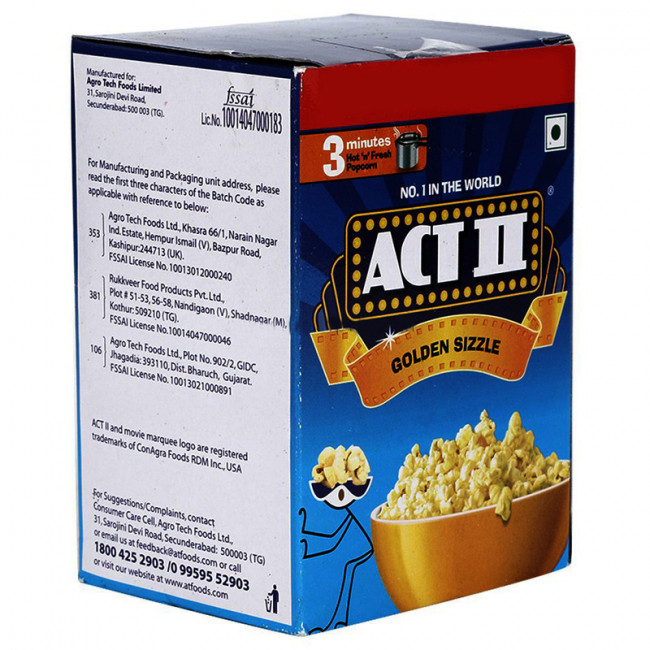 Manufactured for:
Agro Tech Foods Limited
31, Sarojini Devi Road,
Secunderabad: 500 003 (TG).
fssai
Lic.No. 10014047000183
For Manufacturing and Packaging unit address, please
read the first three characters of the Batch Code as
applicable with reference to below:
353
Agro Tech Foods Ltd., Khasra 66/1, Narain Nagar
Ind. Estate, Hempur Ismail (V), Bazpur Road,
Kashipur:244713 (UK).
FSSAI License No. 10013012000240
381
Rukkveer Food Products Pvt. Ltd.,
Plot # 51-53, 56-58, Nandigaon (V), Shadnagar (M),
Kothur:509210 (TG).
FSSAI License No. 10014047000046
106
Agro Tech Foods Ltd., Plot No. 902/2, GIDC,
Jhagadia: 393110, Dist. Bharuch, Gujarat.
FSSAI License No. 10013021000891
ACT II and movie marquee logo are registered
trademarks of ConAgra Foods RDM Inc., USA
For Suggestions/Complaints, contact
Consumer Care Cell, Agro Tech Foods Ltd.,
31, Sarojini Devi Road, Secunderabad: 500003 (TG)
or email us at feedback@atfoods.com or call
1800 425 2903 /0 99595 52903
or visit our website at www.atfoods.com
3 minutes
Hot 'n' Fresh
Popcorn
NO. 1 IN THE WORLD
ACT II
®
GOLDEN SIZZLE